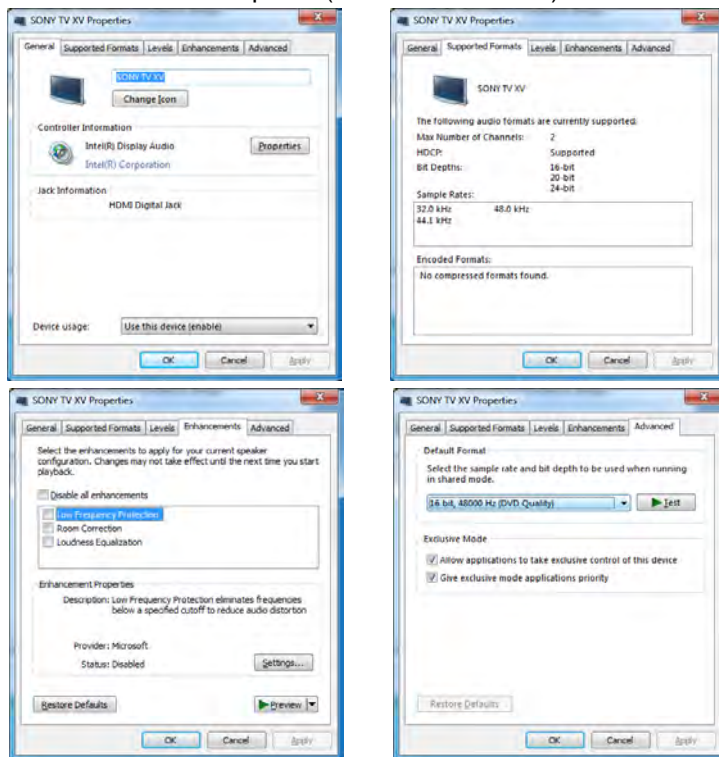 SONY TV XV Properties
General Supported Formats Levels Enhancements Advanced
SONY TV XV
Change Icon
Controller Information
Intel(R) Display Audio Properties
Intel(R) Corporation
Jack Information
HDMI Digital Jack
Device usage: Use this device (enable)
OK Cancel Apply
SONY TV XV Properties
General Supported Formats Levels Enhancements Advanced
SONY TV XV
The following audio formats are currently supported.
Max Number of Channels: 2
HDCP: Supported
Bit Depths: 16-bit
20-bit
24-bit
Sample Rates:
32.0 kHz 48.0 kHz
44.1 kHz
Encoded Formats:
No compressed formats found.
OK Cancel Apply
SONY TV XV Properties
General Supported Formats Levels Enhancements Advanced
Select the enhancements to apply for your current speaker
configuration. Changes may not take effect until the next time you start
playback.
Disable all enhancements
Low Frequency Protection
Room Correction
Loudness Equalization
Enhancement Properties
Description: Low Frequency Protection eliminates frequencies
below a specified cutoff to reduce audio distortion
Provider: Microsoft
Status: Disabled Settings...
Restore Defaults Preview
OK Cancel Apply
SONY TV XV Properties
General Supported Formats Levels Enhancements Advanced
Default Format
Select the sample rate and bit depth to be used when running
in shared mode.
16 bit, 48000 Hz (DVD Quality) Test
Exclusive Mode
Allow applications to take exclusive control of this device
Give exclusive mode applications priority
Restore Defaults
OK Cancel Apply